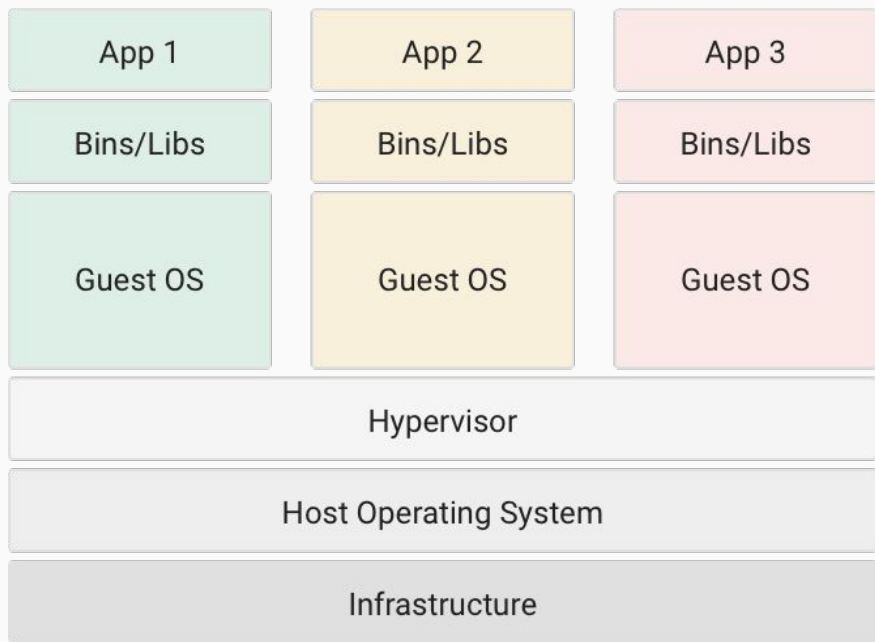 App 1
App 2
App 3
Bins/Libs
Bins/Libs
Bins/Libs
Guest OS
Guest OS
Guest OS
Hypervisor
Host Operating System
Infrastructure